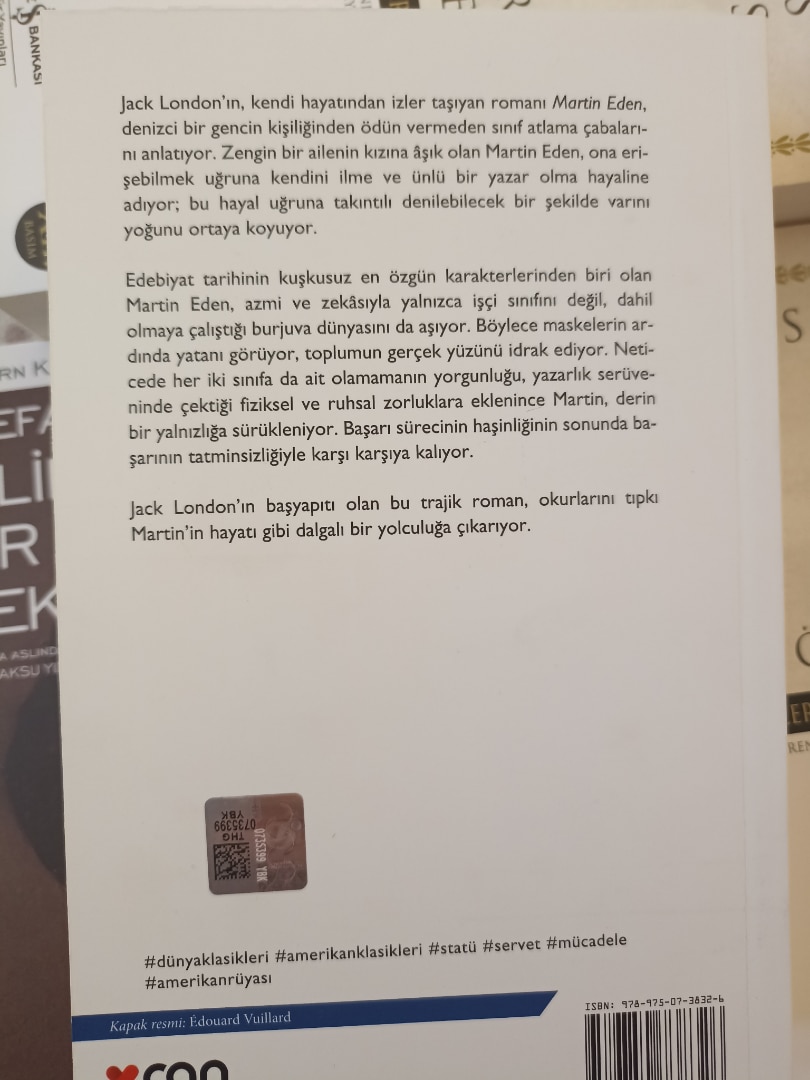 BANKASI
Jack London'ın, kendi hayatından izler taşıyan romanı Martin Eden,
denizci bir gencin kişiliğinden ödün vermeden sınıf atlama çabaları-
nı anlatıyor. Zengin bir ailenin kızına âşık olan Martin Eden, ona eri-
şebilmek uğruna kendini ilme ve ünlü bir yazar olma hayaline
adıyor; bu hayal uğruna takıntılı denilebilecek bir şekilde varını
yoğunu ortaya koyuyor.
Edebiyat tarihinin kuşkusuz en özgün karakterlerinden biri olan
Martin Eden, azmi ve zekâsıyla yalnızca işçi sınıfını değil, dahil
olmaya çalıştığı burjuva dünyasını da aşıyor. Böylece maskelerin ar-
dında yatanı görüyor, toplumun gerçek yüzünü idrak ediyor. Neti-
cede her iki sınıfa da ait olamamanın yorgunluğu, yazarlık serüve-
ninde çektiği fiziksel ve ruhsal zorluklara eklenince Martin, derin
bir yalnızlığa sürükleniyor. Başarı sürecinin haşinliğinin sonunda ba-
şarının tatminsizliğiyle karşı karşıya kalıyor.
Jack London'ın başyapıtı olan bu trajik roman, okurlarını tıpkı
Martin'in hayatı gibi dalgalı bir yolculuğa çıkarıyor.
THG
0735399
YBK
0735399 YBK
#dünyaklasikleri #amerikanklasikleri #statü #servet #mücadele
#amerikanrüyası
Kapak resmi: Édouard Vuillard
ISBN: 978-975-07-3832-6
can
BASIM